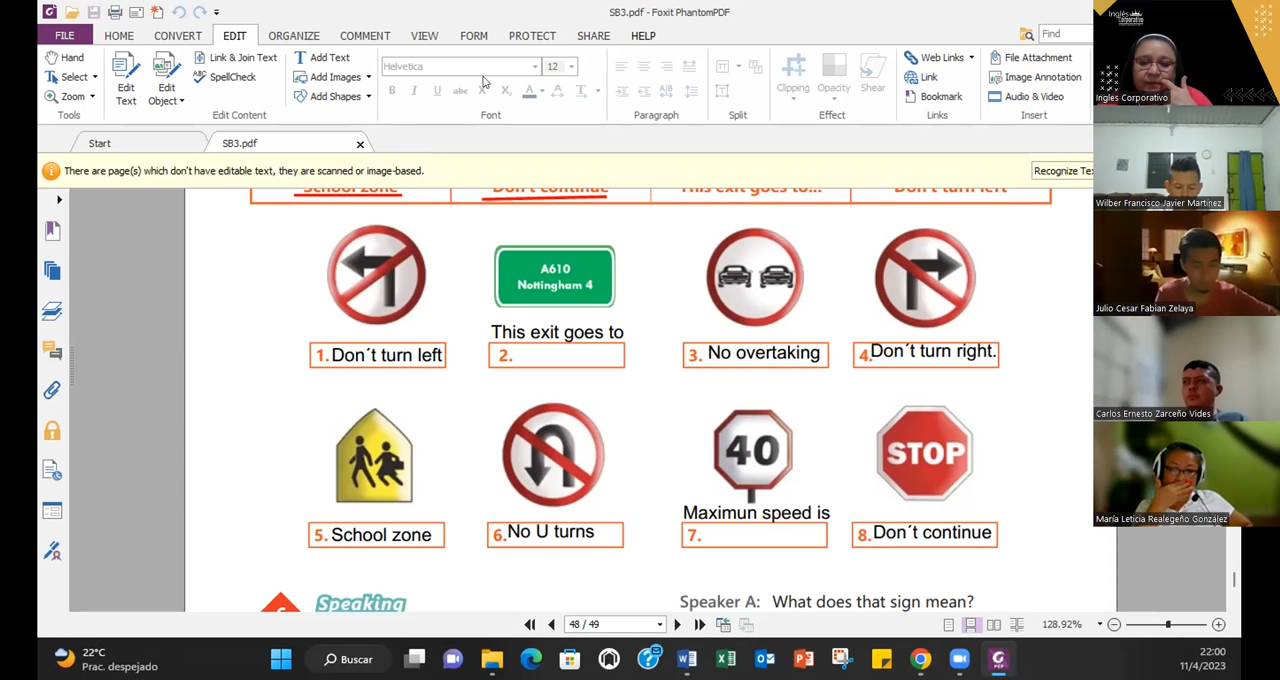 SB3.pdf - Foxit PhantomPDF
FILE HOME CONVERT EDIT ORGANIZE COMMENT VIEW FORM PROTECT SHARE HELP Find
Hand
Select
Zoom
Tools
Edit Text
Edit Object
Link & Join Text
SpellCheck
Edit Content
Add Text
Add Images
Add Shapes
Helvetica 12
Font
Paragraph
Split
Clipping Opacity Shear
Effect
Web Links
Link
Bookmark
Links
File Attachment
Image Annotation
Audio & Video
Insert
Start SB3.pdf
There are page(s) which don't have editable text, they are scanned or image-based.
School zone Don't continue This exit goes to... Don't turn left
A610
Nottingham 4
This exit goes to
1. Don´t turn left 2. 3. No overtaking 4. Don´t turn right.
40 STOP
Maximun speed is
5. School zone 6. No U turns 7. 8. Don´t continue
Speaking
Speaker A: What does that sign mean?
48 / 49 128.92%
22°C
Prac. despejado
Buscar
22:00
11/4/2023
Inglés
Corporativo
Ingles Corporativo
Wilber Francisco Javier Martinez
Julio Cesar Fabian Zelaya
Carlos Ernesto Zarceño Vides
María Leticia Realegeño González